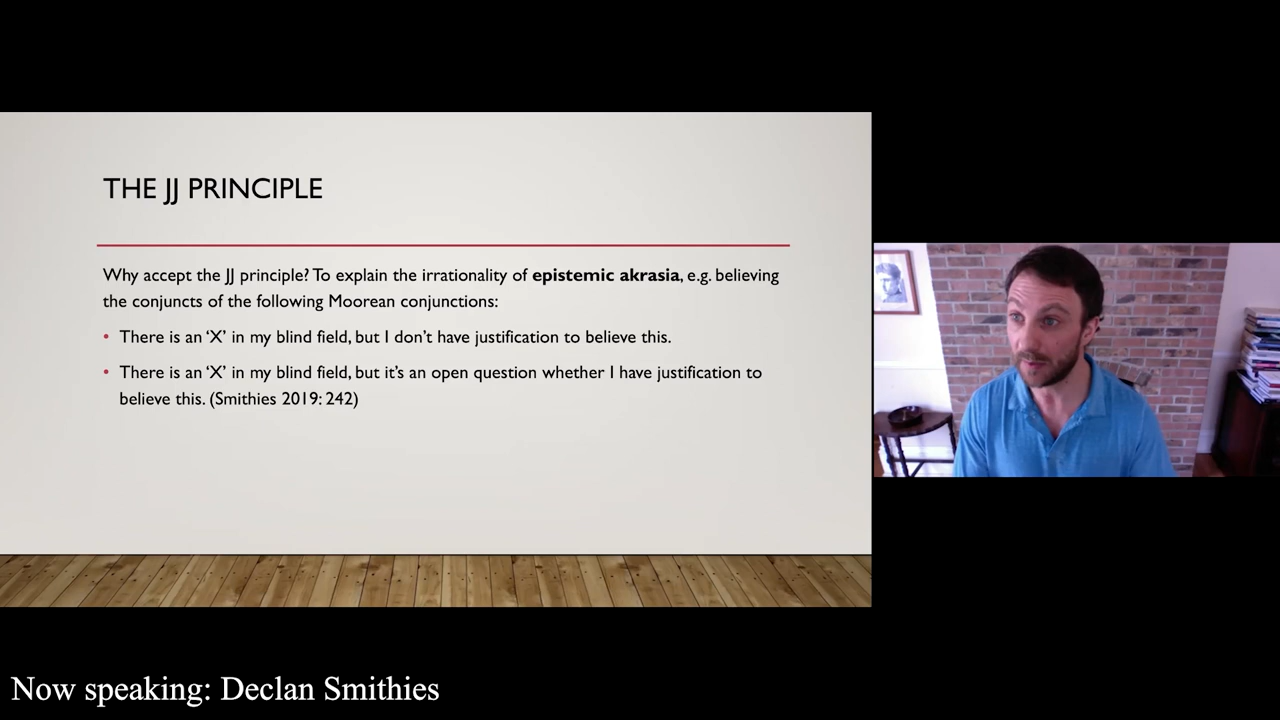 THE JJ PRINCIPLE
Why accept the JJ principle? To explain the irrationality of epistemic akrasia, e.g. believing
the conjuncts of the following Moorean conjunctions:
• There is an ‘X’ in my blind field, but I don’t have justification to believe this.
• There is an ‘X’ in my blind field, but it’s an open question whether I have justification to
believe this. (Smithies 2019: 242)
Now speaking: Declan Smithies